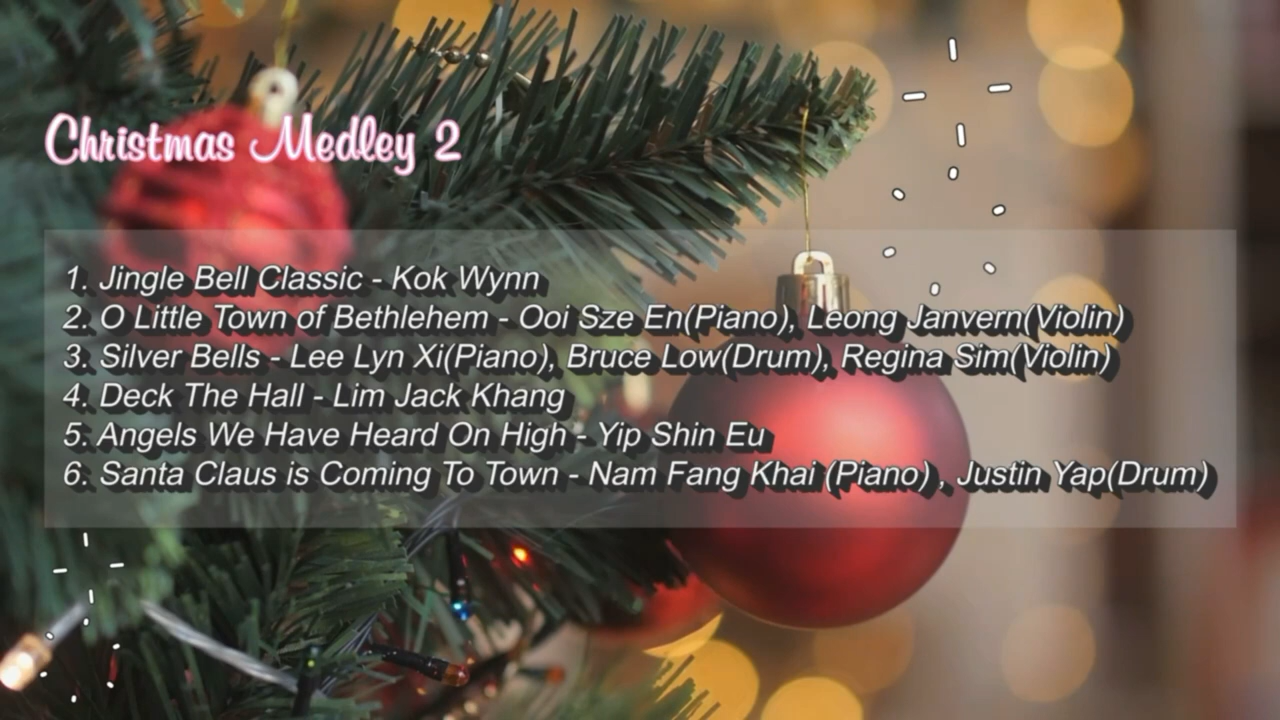 Christmas Medley 2
1. Jingle Bell Classic - Kok Wynn
2. O Little Town of Bethlehem - Ooi Sze En(Piano), Leong Janvern(Violin)
3. Silver Bells - Lee Lyn Xi(Piano), Bruce Low(Drum), Regina Sim(Violin)
4. Deck The Hall - Lim Jack Khang
5. Angels We Have Heard On High - Yip Shin Eu
6. Santa Claus is Coming To Town - Nam Fang Khai (Piano) , Justin Yap(Drum)